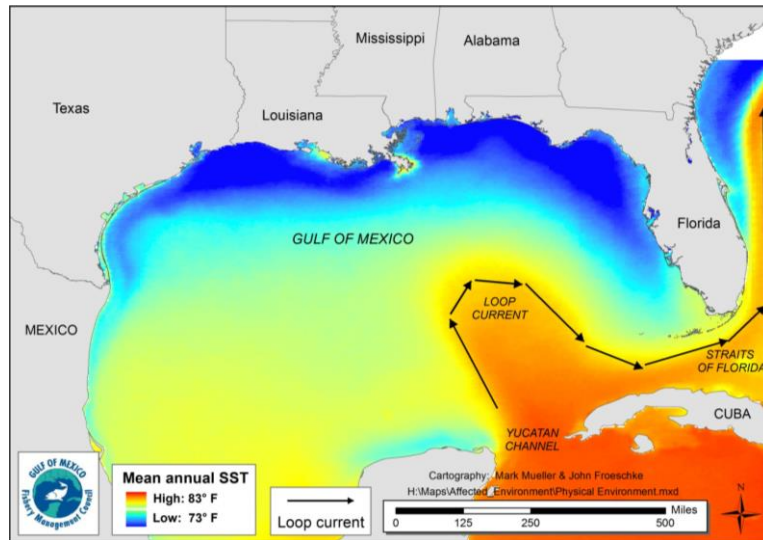 Mississippi
Alabama
Texas
Louisiana
GULF OF MEXICO
Florida
MEXICO
LOOP
CURRENT
STRAITS
OF FLORIDA
CUBA
YUCATAN
CHANNEL
GULF OF MEXICO
Fishery Management Council
Mean annual SST
High: 83° F
Low: 73° F
Loop current
Cartography: Mark Mueller & John Froeschke
H:\Maps\Affected_Environment\Physical Environment.mxd
Miles
0 125 250 500
N